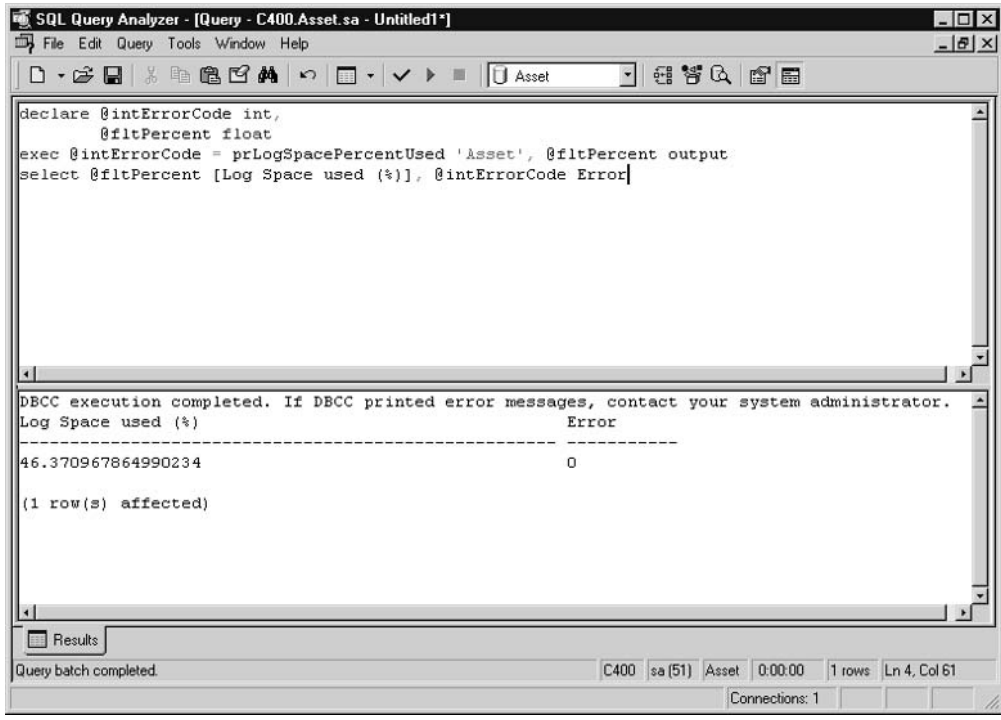 SQL Query Analyzer - [Query - C400.Asset.sa - Untitled1*]
File Edit Query Tools Window Help
Asset
declare @intErrorCode int,
@fltPercent float
exec @intErrorCode = prLogSpacePercentUsed 'Asset', @fltPercent output
select @fltPercent [Log Space used (%)], @intErrorCode Error
DBCC execution completed. If DBCC printed error messages, contact your system administrator.
Log Space used (%) Error
------------------------------------------------------- -----------
46.370967864990234 0
(1 row(s) affected)
Results
Query batch completed. C400 sa (51) Asset 0:00:00 1 rows Ln 4, Col 61
Connections: 1